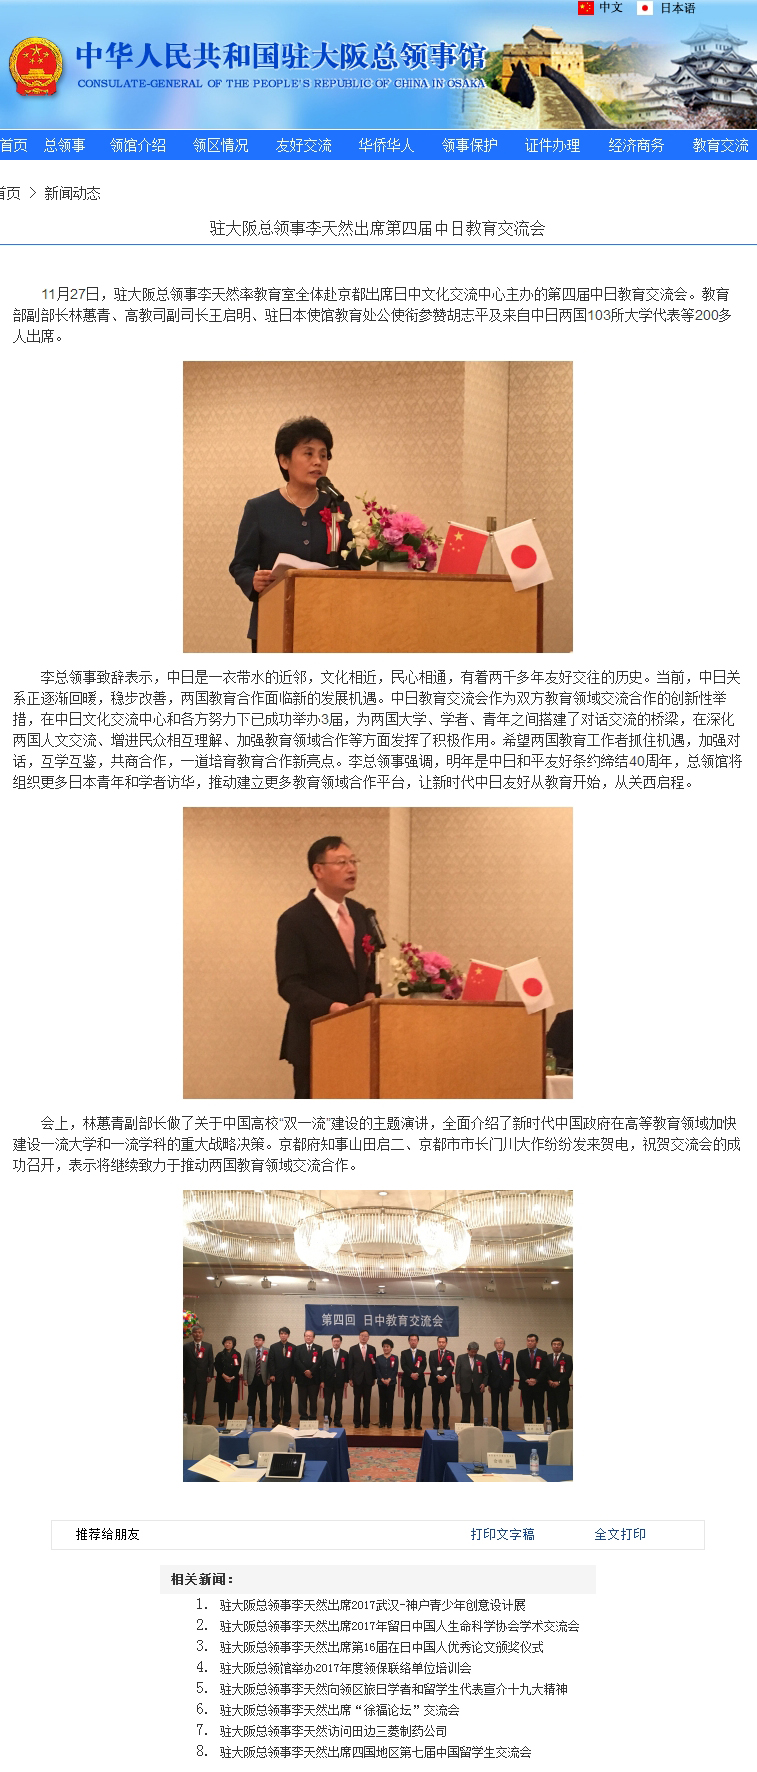 中文 日本语
中华人民共和国驻大阪总领事馆
CONSULATE-GENERAL OF THE PEOPLE'S REPUBLIC OF CHINA IN OSAKA
首页 总领事 领馆介绍 领区情况 友好交流 华侨华人 领事保护 证件办理 经济商务 教育交流
首页 > 新闻动态
驻大阪总领事李天然出席第四届中日教育交流会
11月27日，驻大阪总领事李天然率教育室全体赴京都出席日中文化交流中心主办的第四届中日教育交流会。教育
部副部长林蕙青、高教司副司长王启明、驻日本使馆教育处公使衔参赞胡志平及来自中日两国103所大学代表等200多
人出席。
李总领事致辞表示，中日是一衣带水的近邻，文化相近，民心相通，有着两千多年友好交往的历史。当前，中日关
系正逐渐回暖，稳步改善，两国教育合作面临新的发展机遇。中日教育交流会作为双方教育领域交流合作的创新性举
措，在中日文化交流中心和各方努力下已成功举办3届，为两国大学、学者、青年之间搭建了对话交流的桥梁，在深化
两国人文交流、增进民众相互理解、加强教育领域合作等方面发挥了积极作用。希望两国教育工作者抓住机遇，加强对
话，互学互鉴，共商合作，一道培育教育合作新亮点。李总领事强调，明年是中日和平友好条约缔结40周年，总领馆将
组织更多日本青年和学者访华，推动建立更多教育领域合作平台，让新时代中日友好从教育开始，从关西启程。
会上，林蕙青副部长做了关于中国高校“双一流”建设的主题演讲，全面介绍了新时代中国政府在高等教育领域加快
建设一流大学和一流学科的重大战略决策。京都府知事山田启二、京都市市长门川大作纷纷发来贺电，祝贺交流会的成
功召开，表示将继续致力于推动两国教育领域交流合作。
第四回 日中教育交流会
推荐给朋友 打印文字稿 全文打印
相关新闻：
1. 驻大阪总领事李天然出席2017武汉-神户青少年创意设计展
2. 驻大阪总领事李天然出席2017年留日中国人生命科学协会学术交流会
3. 驻大阪总领事李天然出席第16届在日中国人优秀论文颁奖仪式
4. 驻大阪总领馆举办2017年度领保联络单位培训会
5. 驻大阪总领事李天然向领区旅日学者和留学生代表宣介十九大精神
6. 驻大阪总领事李天然出席“徐福论坛”交流会
7. 驻大阪总领事李天然访问田边三菱制药公司
8. 驻大阪总领事李天然出席四国地区第七届中国留学生交流会